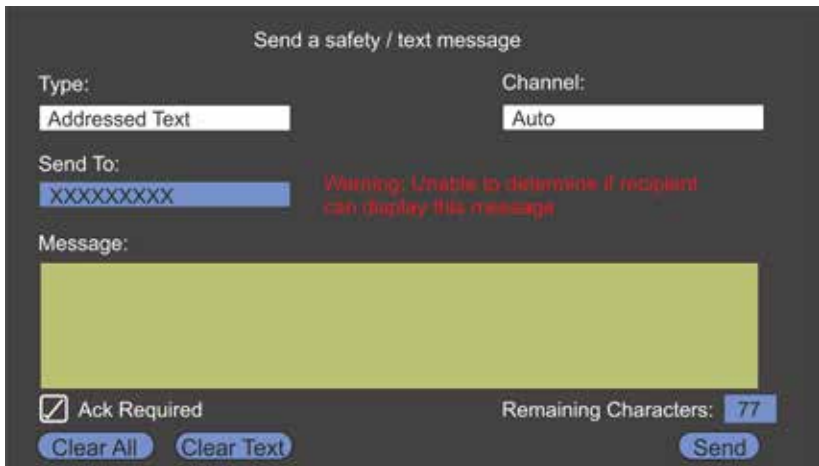 Send a safety / text message
Type:
Channel:
Addressed Text
Auto
Send To:
XXXXXXXXX
Warning: Unable to determine if recipient
can display this message
Message:
Ack Required
Remaining Characters: 77
Clear All
Clear Text
Send